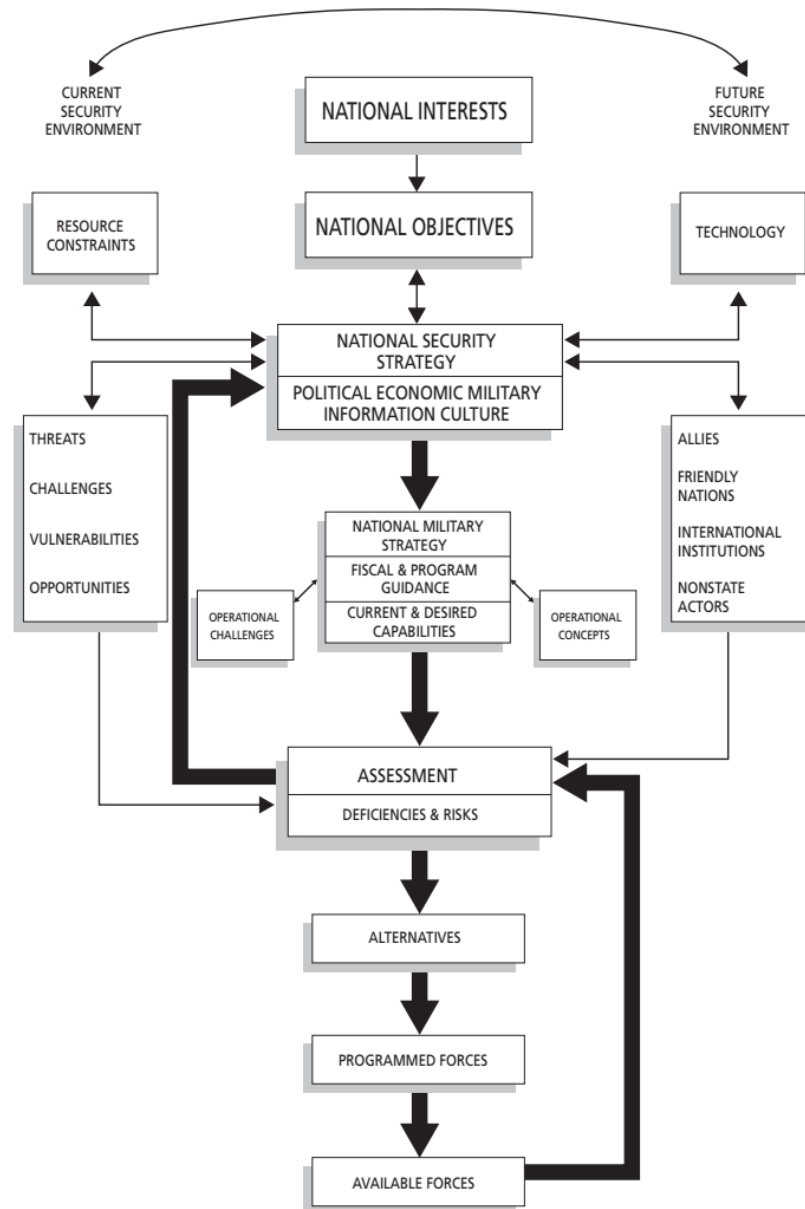 CURRENT
SECURITY
ENVIRONMENT
NATIONAL INTERESTS
FUTURE
SECURITY
ENVIRONMENT
RESOURCE
CONSTRAINTS
NATIONAL OBJECTIVES
TECHNOLOGY
NATIONAL SECURITY
STRATEGY
POLITICAL ECONOMIC MILITARY
INFORMATION CULTURE
THREATS
CHALLENGES
VULNERABILITIES
OPPORTUNITIES
ALLIES
FRIENDLY
NATIONS
INTERNATIONAL
INSTITUTIONS
NONSTATE
ACTORS
NATIONAL MILITARY
STRATEGY
FISCAL & PROGRAM
GUIDANCE
CURRENT & DESIRED
CAPABILITIES
OPERATIONAL
CHALLENGES
OPERATIONAL
CONCEPTS
ASSESSMENT
DEFICIENCIES & RISKS
ALTERNATIVES
PROGRAMMED FORCES
AVAILABLE FORCES